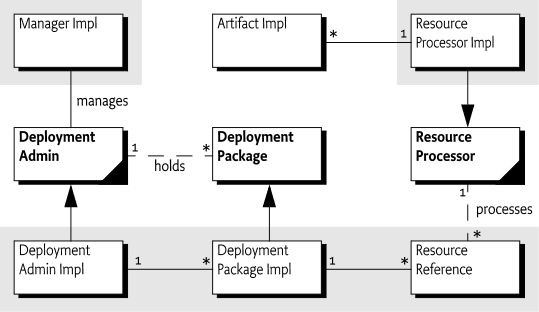 Manager Impl
Artifact Impl
Resource
Processor Impl
* 1
manages
Deployment
Admin
1 *
holds
Deployment
Package
Resource
Processor
1
processes
*
Deployment
Admin Impl
1 *
Deployment
Package Impl
1 *
Resource
Reference